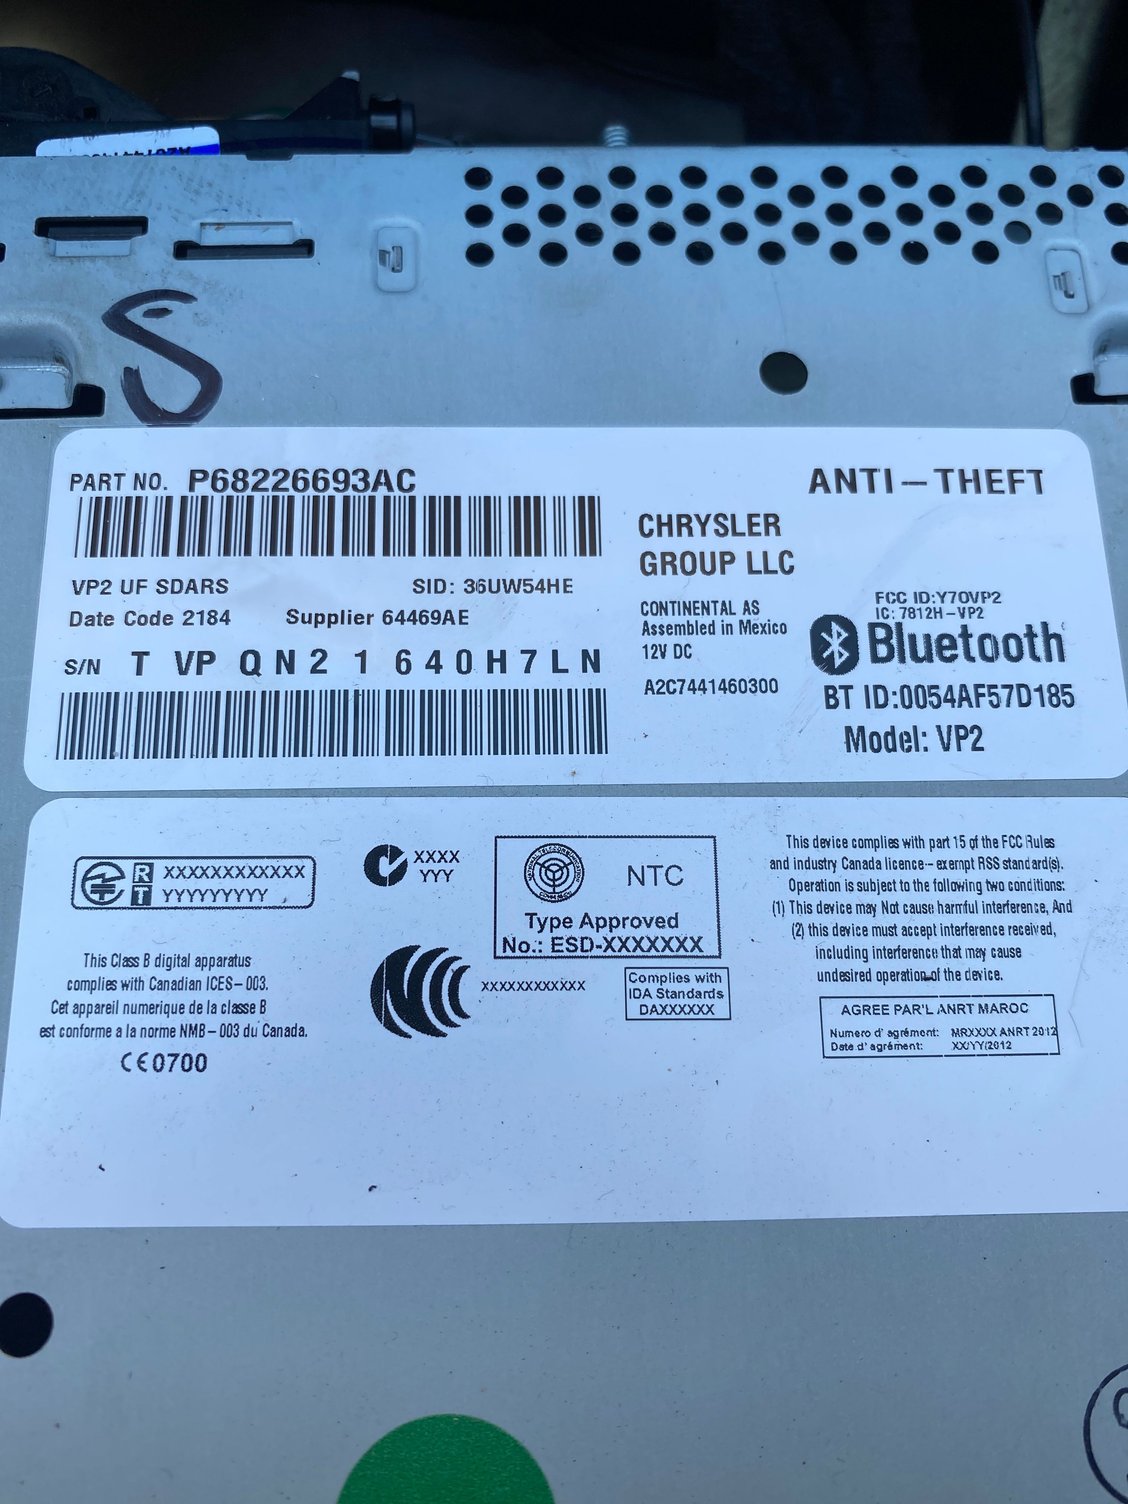 S
PART NO. P68226693AC
ANTI-THEFT
CHRYSLER
GROUP LLC
VP2 UF SDARS SID: 36UW54HE
Date Code 2184 Supplier 64469AE
S/N T VP QN21640H7LN
CONTINENTAL AS
Assembled in Mexico
12V DC
A2C7441460300
FCC ID:Y7OVP2
IC: 7812H-VP2
Bluetooth
BT ID:0054AF57D185
Model: VP2
R XXXXXXXXXXXX
T YYYYYYYYY
XXXX
YYY
NTC
Type Approved
No.: ESD-XXXXXXX
This device complies with part 15 of the FCC Rules
and industry Canada licence-exempt RSS standard(s).
Operation is subject to the following two conditions:
(1) This device may Not cause harmful interference, And
(2) this device must accept interference received,
including interference that may cause
undesired operation of the device.
This Class B digital apparatus
complies with Canadian ICES-003.
Cet appareil numerique de la classe B
est conforme a la norme NMB-003 du Canada.
CE0700
XXXXXXXXXXXX
Complies with
IDA Standards
DAXXXXXX
AGREE PAR'L ANRT MAROC
Numero d' agrément: MRXXXX ANRT 2012
Date d' agrément: XX/YY/2012